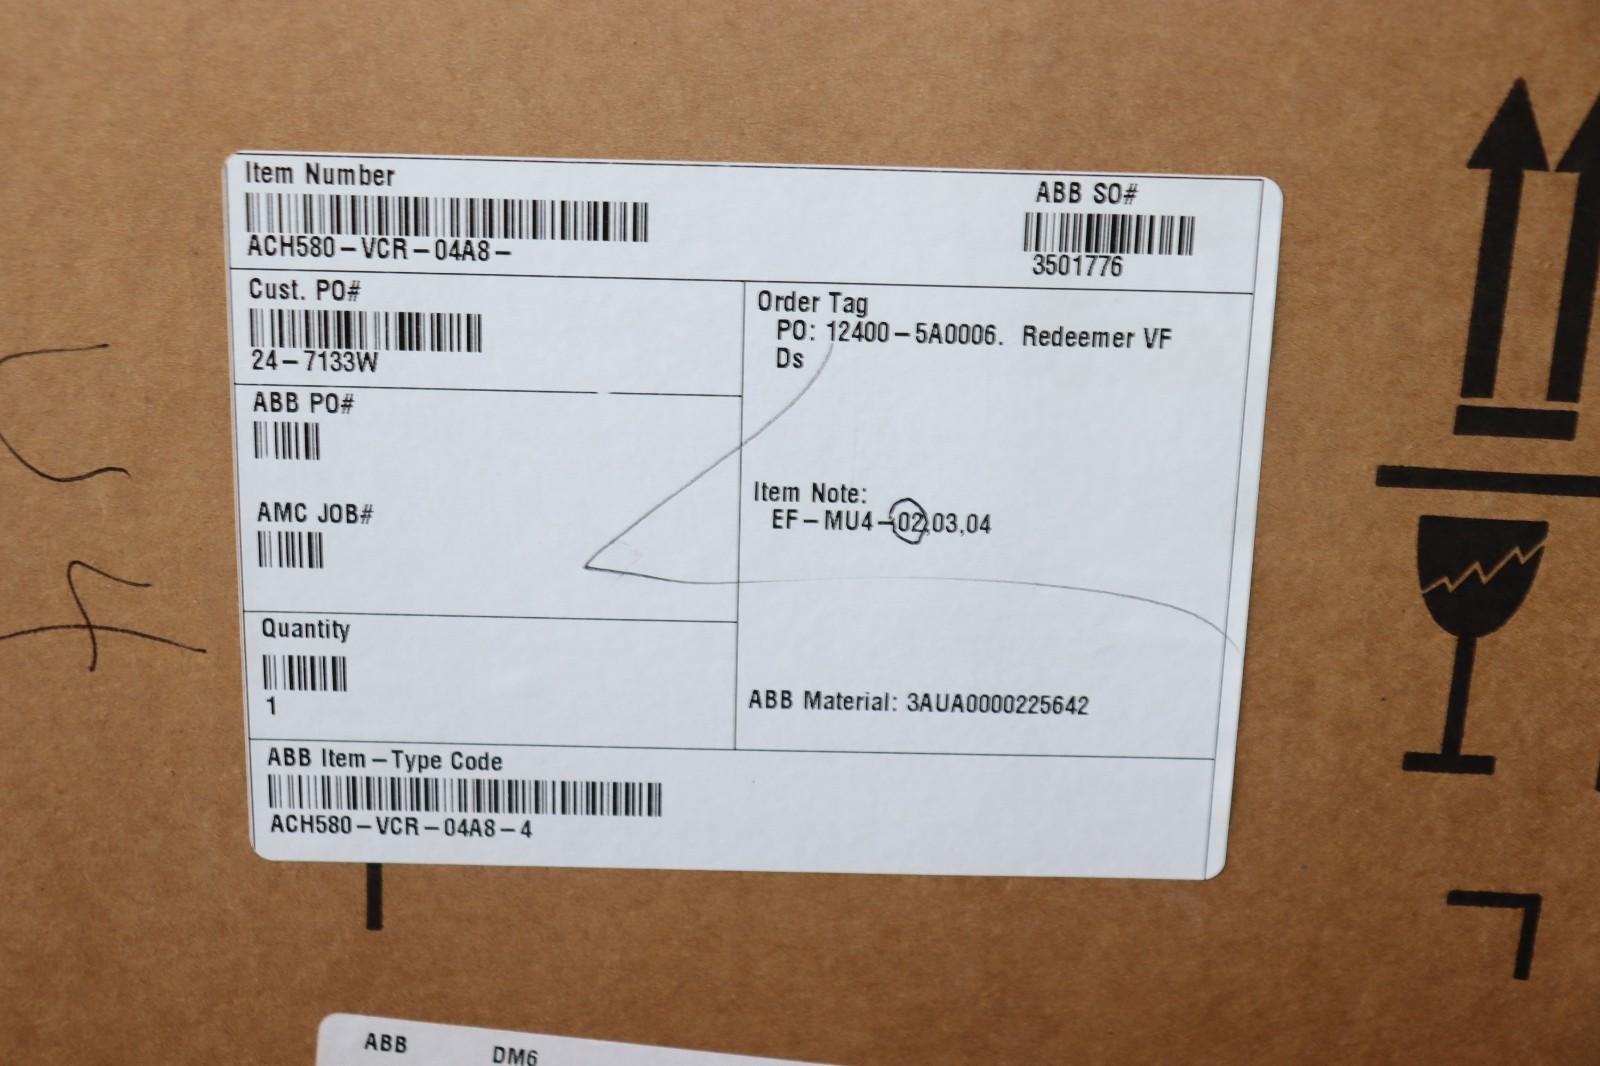 Item Number
ACH580-VCR-04A8-
ABB SO#
3501776
Cust. PO#
24-7133W
Order Tag
PO: 12400-5A0006. Redeemer VF
Ds
ABB PO#
AMC JOB#
Item Note:
EF-MU4-02,03,04
Quantity
1
ABB Material: 3AUA0000225642
ABB Item-Type Code
ACH580-VCR-04A8-4
ABB DM6